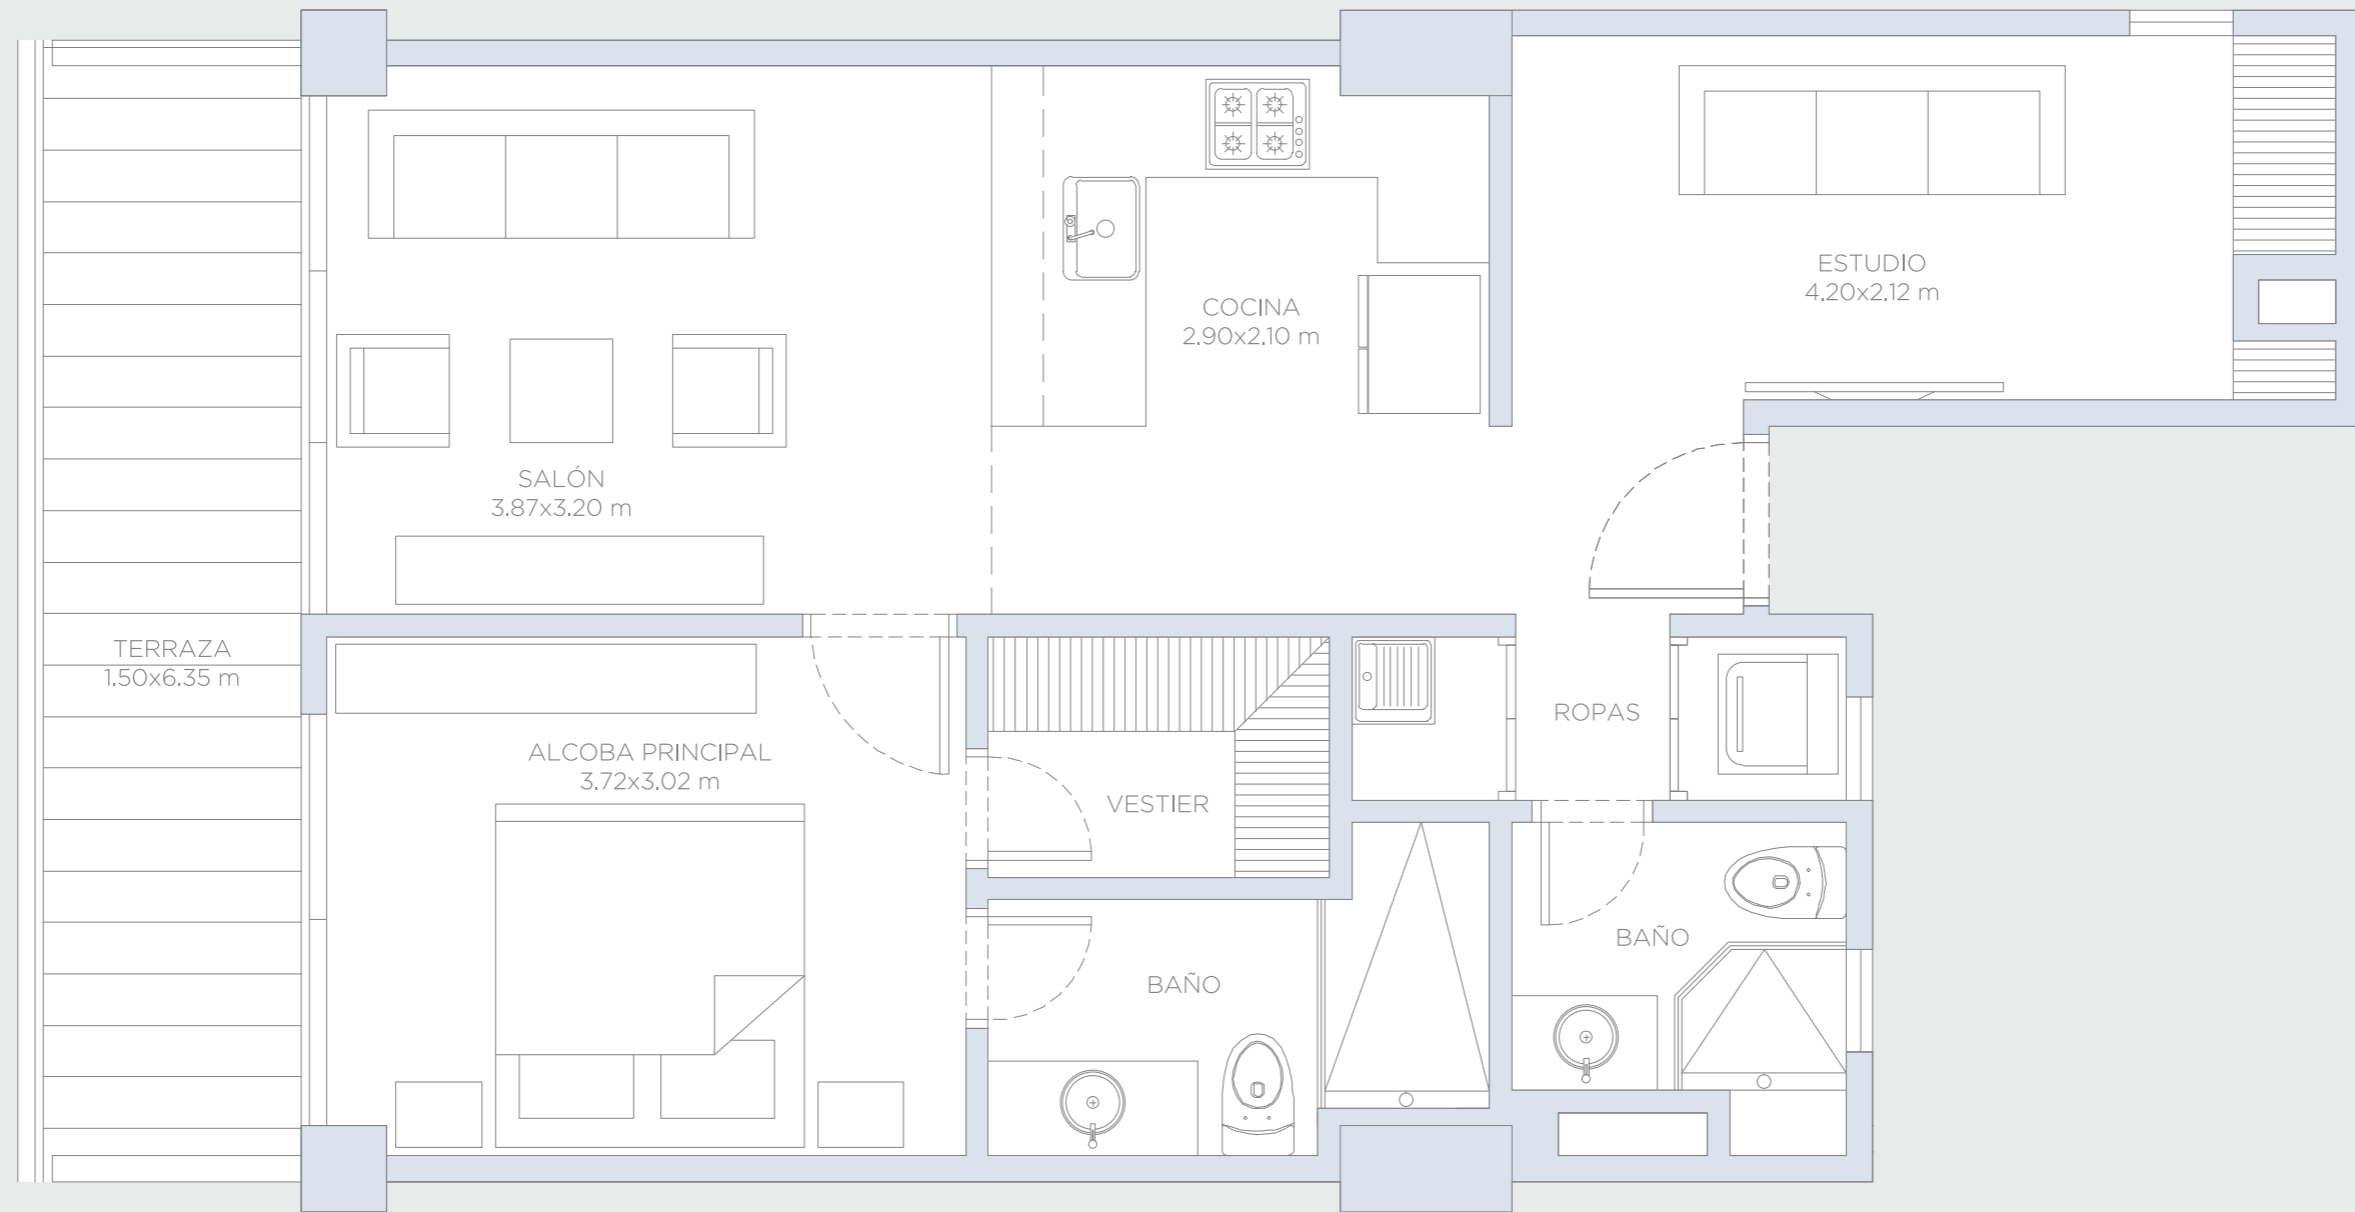 ESTUDIO
4.20x2.12 m
COCINA
2.90x2.10 m
SALÓN
3.87x3.20 m
TERRAZA
1.50x6.35 m
ROPAS
ALCOBA PRINCIPAL
3.72x3.02 m
VESTIER
BAÑO
BAÑO